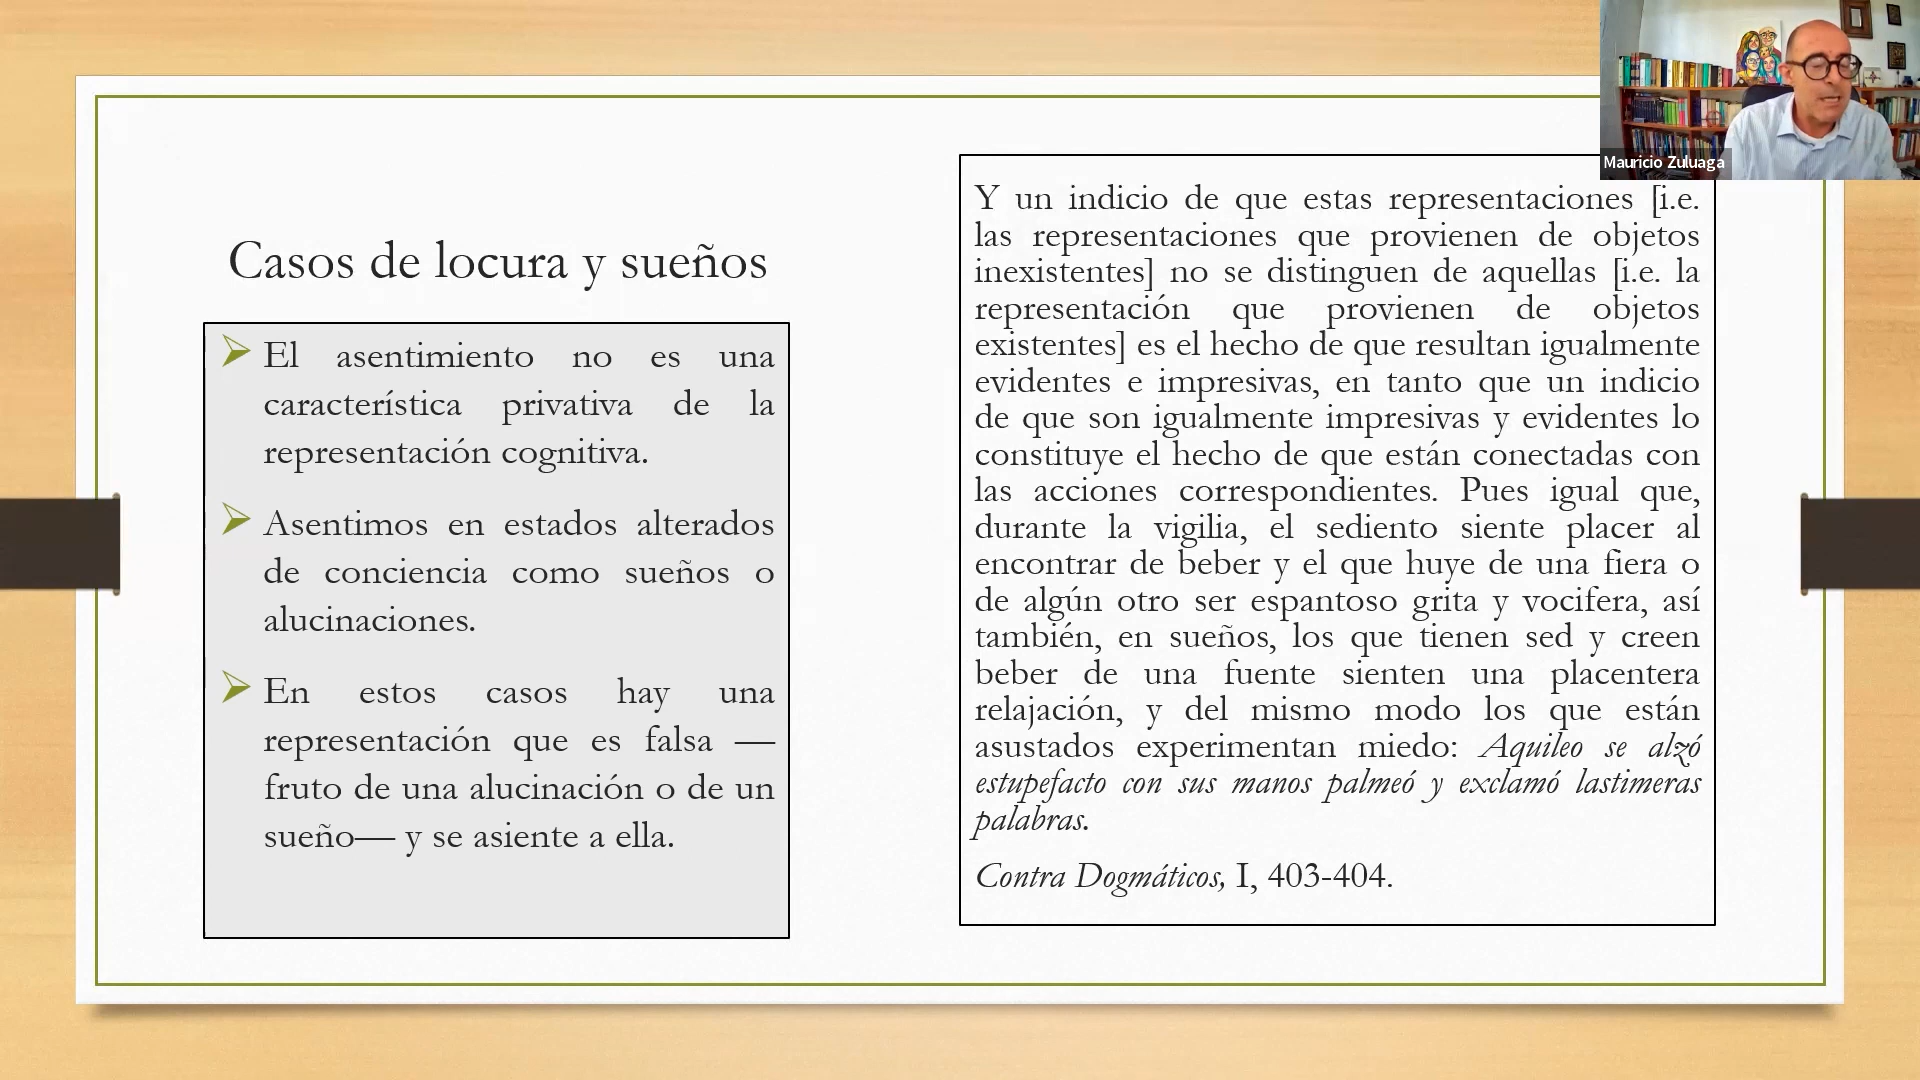 Mauricio Zuluaga
Casos de locura y sueños
El asentimiento no es una
característica privativa de la
representación cognitiva.
Asentimos en estados alterados
de conciencia como sueños o
alucinaciones.
En estos casos hay una
representación que es falsa —
fruto de una alucinación o de un
sueño— y se asiente a ella.
Y un indicio de que estas representaciones [i.e.
las representaciones que provienen de objetos
inexistentes] no se distinguen de aquellas [i.e. la
representación que provienen de objetos
existentes] es el hecho de que resultan igualmente
evidentes e impresivas, en tanto que un indicio
de que son igualmente impresivas y evidentes lo
constituye el hecho de que están conectadas con
las acciones correspondientes. Pues igual que,
durante la vigilia, el sediento siente placer al
encontrar de beber y el que huye de una fiera o
de algún otro ser espantoso grita y vocifera, así
también, en sueños, los que tienen sed y creen
beber de una fuente sienten una placentera
relajación, y del mismo modo los que están
asustados experimentan miedo: Aquileo se alzó
estupefacto con sus manos palmeó y exclamó lastimeras
palabras.
Contra Dogmáticos, I, 403-404.